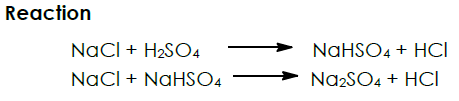 Reaction
NaCl + H₂SO₄ ⟶ NaHSO₄ + HCl
NaCl + NaHSO₄ ⟶ Na₂SO₄ + HCl